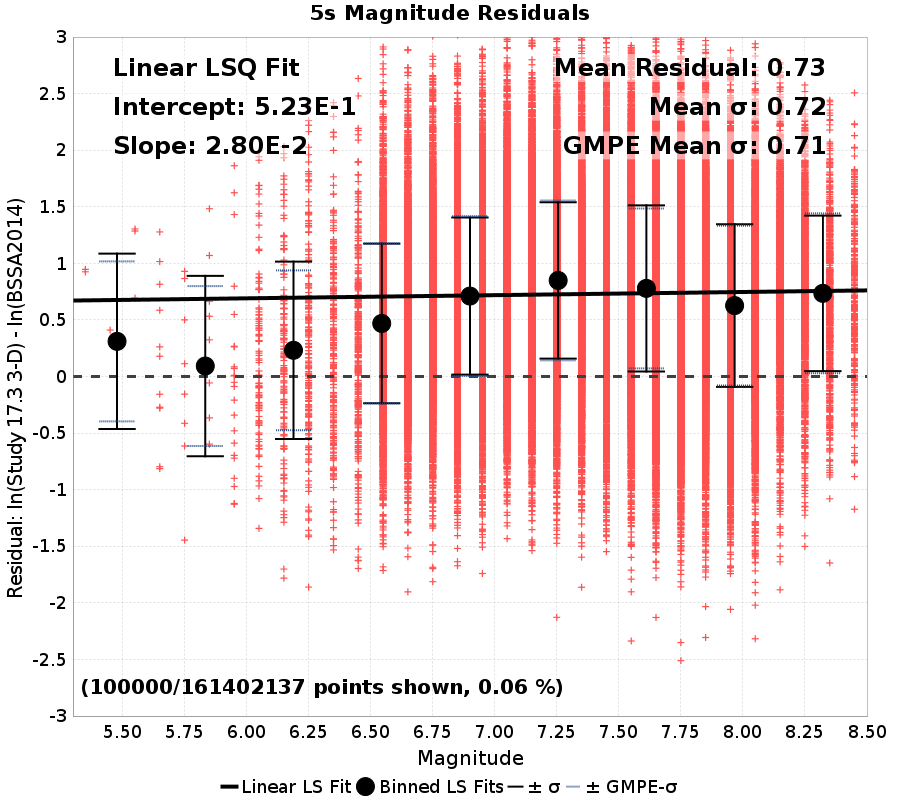 5s Magnitude Residuals
Linear LSQ Fit
Intercept: 5.23E-1
Slope: 2.80E-2
Mean Residual: 0.73
Mean σ: 0.72
GMPE Mean σ: 0.71
Residual: ln(Study 17.3 3-D) - ln(BSSA2014)
3
2.5
2
1.5
1
0.5
0
-0.5
-1
-1.5
-2
-2.5
-3
(100000/161402137 points shown, 0.06 %)
5.50 5.75 6.00 6.25 6.50 6.75 7.00 7.25 7.50 7.75 8.00 8.25 8.50
Magnitude
Linear LS Fit Binned LS Fits ± σ ± GMPE-σ